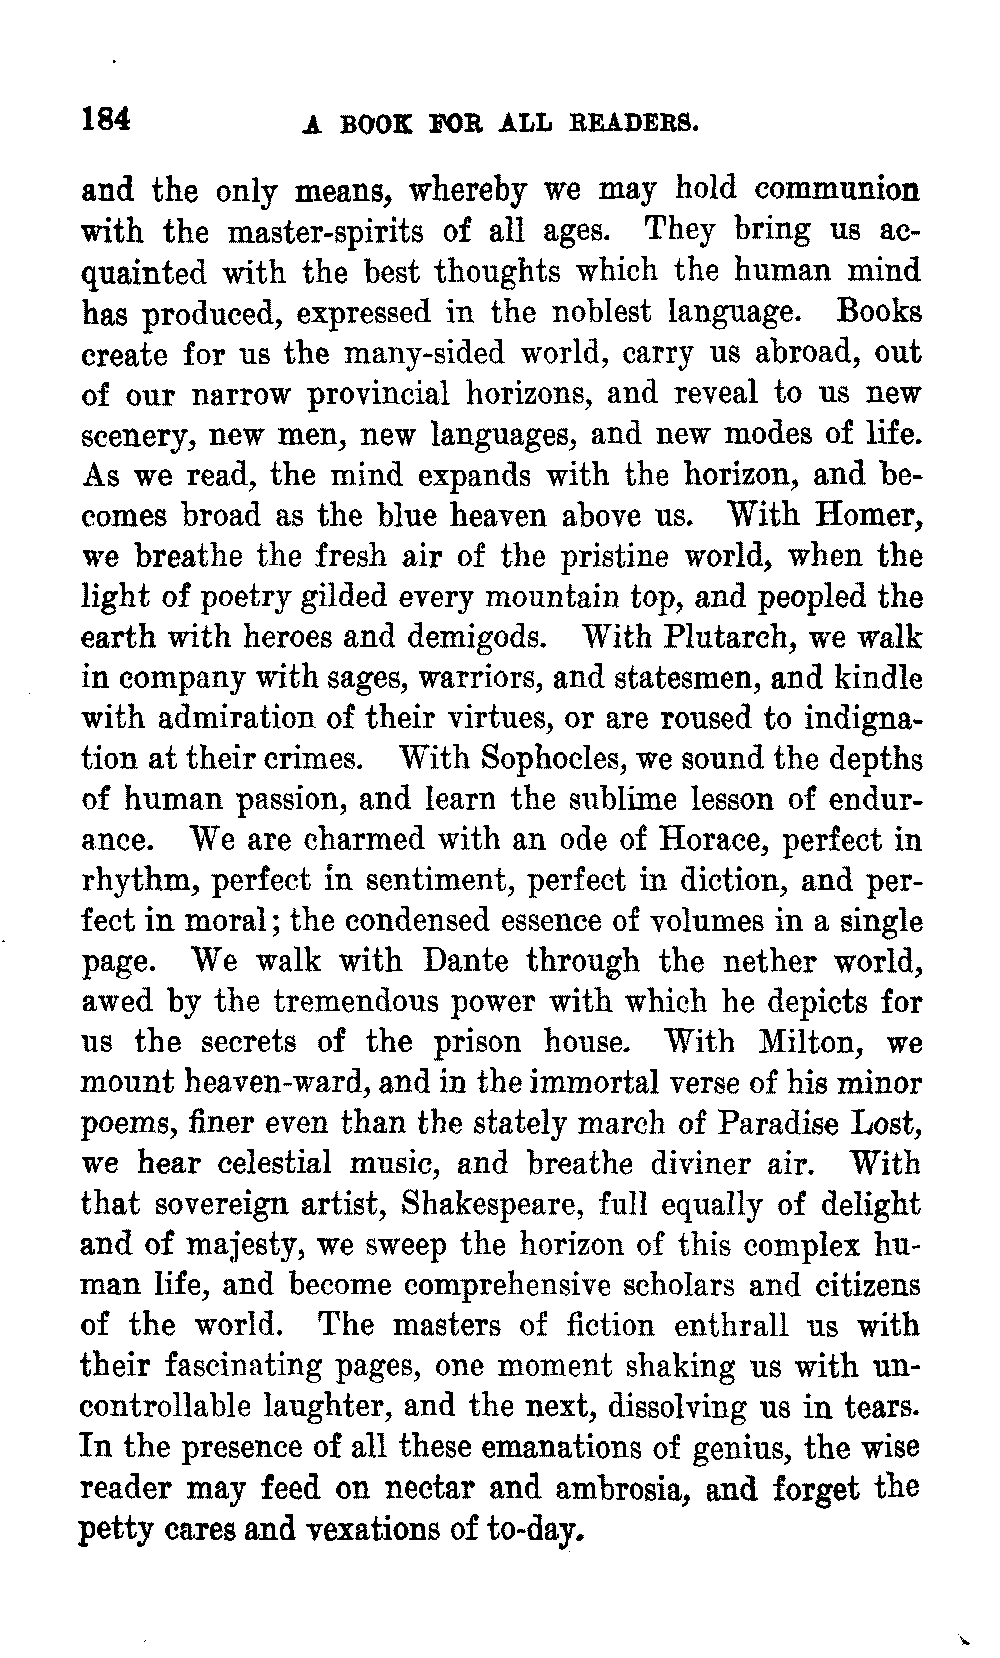 184 A BOOK FOR ALL READERS.
and the only means, whereby we may hold communion
with the master-spirits of all ages. They bring us ac-
quainted with the best thoughts which the human mind
has produced, expressed in the noblest language. Books
create for us the many-sided world, carry us abroad, out
of our narrow provincial horizons, and reveal to us new
scenery, new men, new languages, and new modes of life.
As we read, the mind expands with the horizon, and be-
comes broad as the blue heaven above us. With Homer,
we breathe the fresh air of the pristine world, when the
light of poetry gilded every mountain top, and peopled the
earth with heroes and demigods. With Plutarch, we walk
in company with sages, warriors, and statesmen, and kindle
with admiration of their virtues, or are roused to indigna-
tion at their crimes. With Sophocles, we sound the depths
of human passion, and learn the sublime lesson of endur-
ance. We are charmed with an ode of Horace, perfect in
rhythm, perfect in sentiment, perfect in diction, and per-
fect in moral; the condensed essence of volumes in a single
page. We walk with Dante through the nether world,
awed by the tremendous power with which he depicts for
us the secrets of the prison house. With Milton, we
mount heaven-ward, and in the immortal verse of his minor
poems, finer even than the stately march of Paradise Lost,
we hear celestial music, and breathe diviner air. With
that sovereign artist, Shakespeare, full equally of delight
and of majesty, we sweep the horizon of this complex hu-
man life, and become comprehensive scholars and citizens
of the world. The masters of fiction enthrall us with
their fascinating pages, one moment shaking us with un-
controllable laughter, and the next, dissolving us in tears.
In the presence of all these emanations of genius, the wise
reader may feed on nectar and ambrosia, and forget the
petty cares and vexations of to-day.